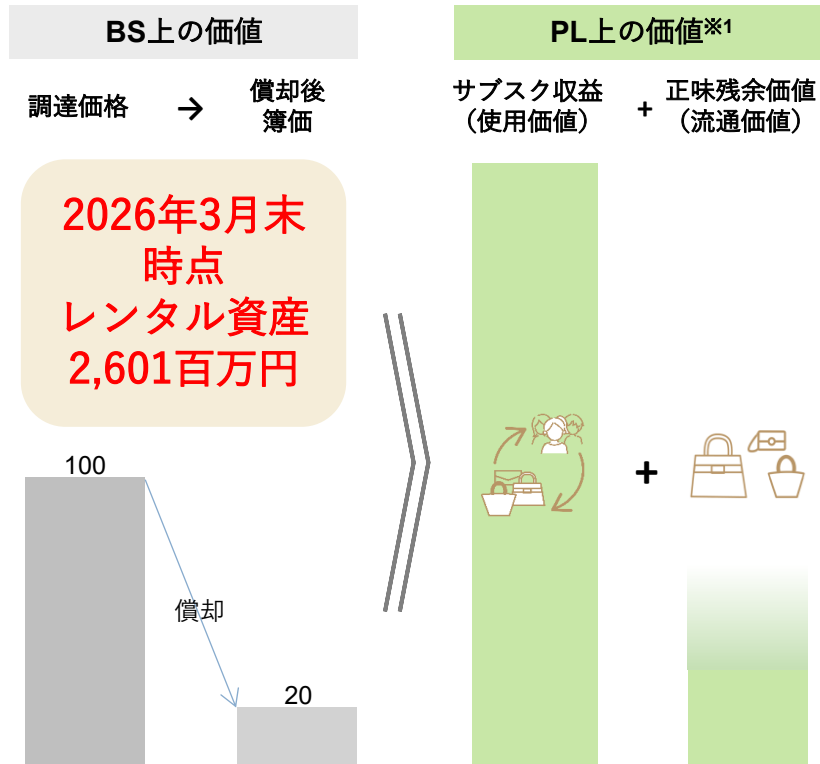 BS上の価値
PL上の価値※1
調達価格
→
償却後
簿価
サブスク収益
(使用価値)
+
正味残余価値
(流通価値)
2026年3月末
時点
レンタル資産
2,601百万円
100
償却
20
+